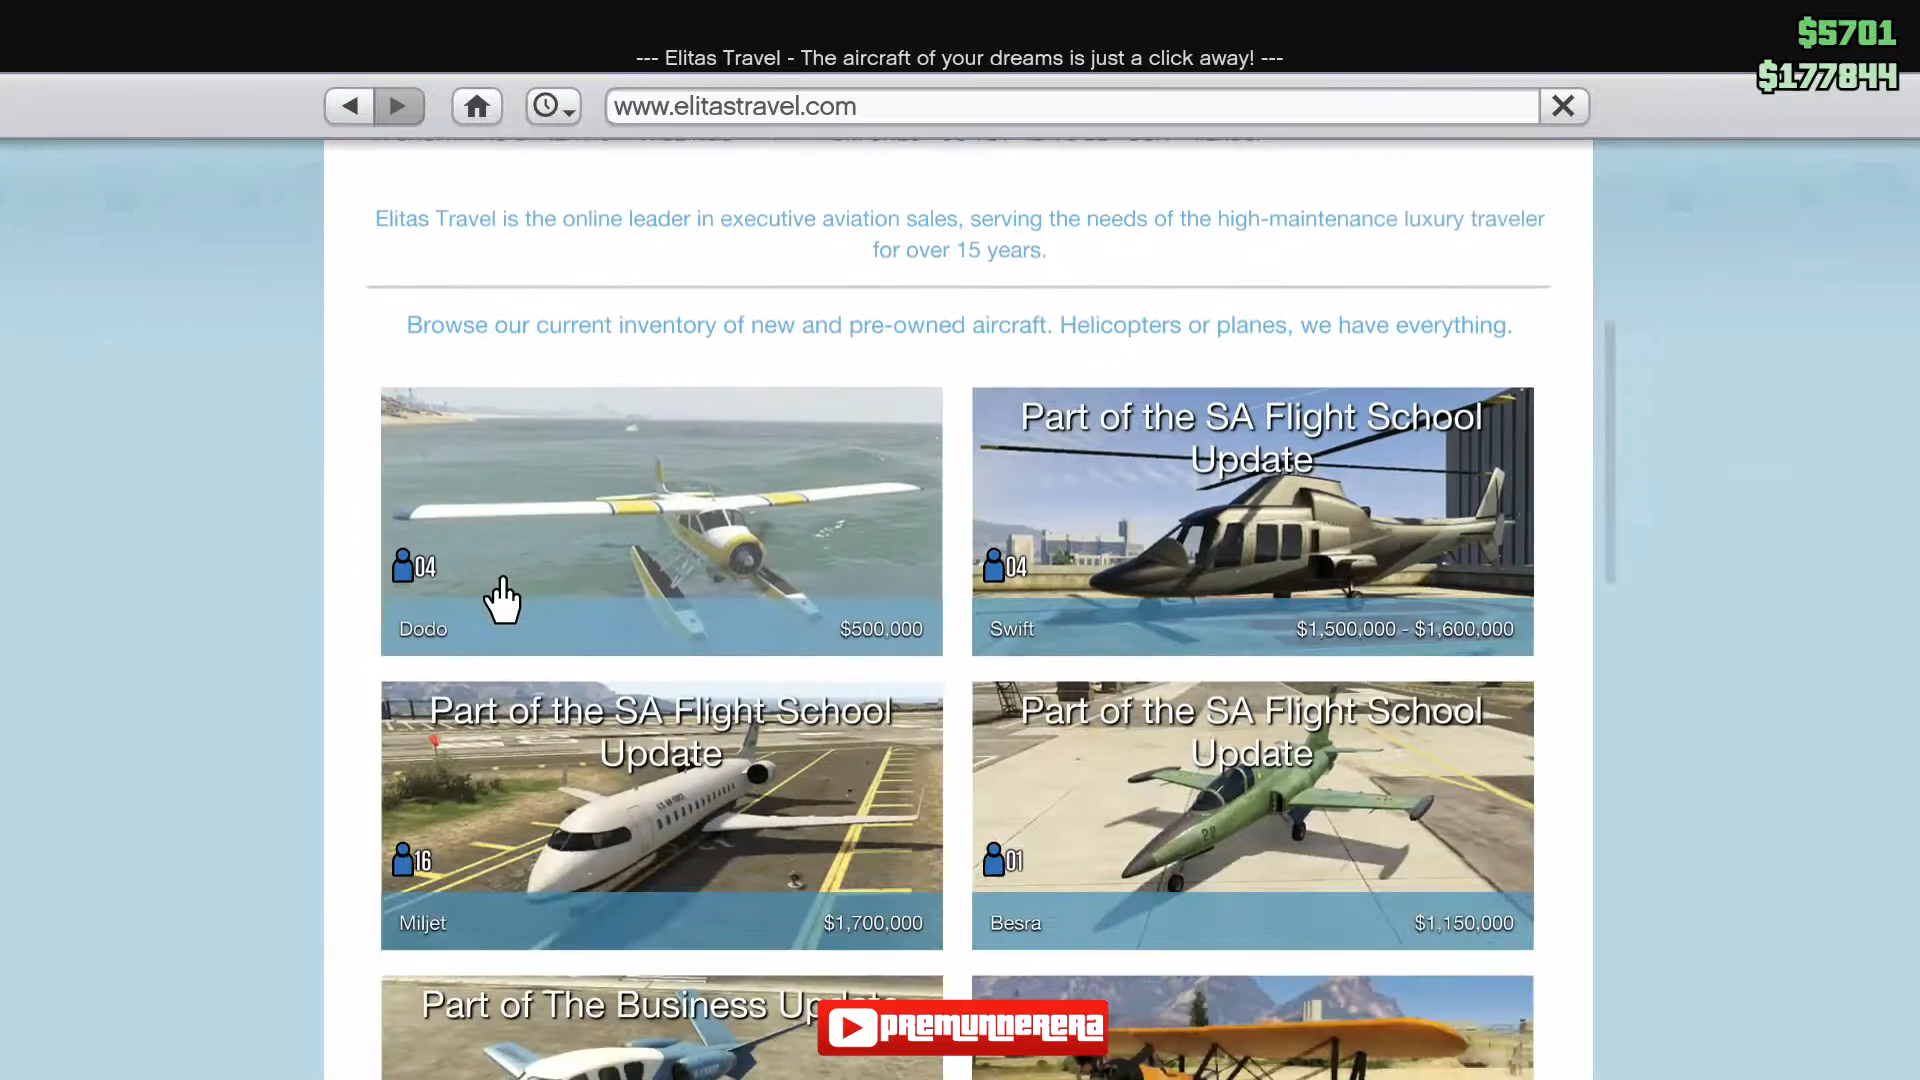 $5701
--- Elitas Travel - The aircraft of your dreams is just a click away! ---
$177844
www.elitastravel.com
Elitas Travel is the online leader in executive aviation sales, serving the needs of the high-maintenance luxury traveler
for over 15 years.
Browse our current inventory of new and pre-owned aircraft. Helicopters or planes, we have everything.
04
Dodo $500,000
Part of the SA Flight School
Update
04
Swift $1,500,000 - $1,600,000
Part of the SA Flight School
Update
16
Miljet $1,700,000
Part of the SA Flight School
Update
01
Besra $1,150,000
Part of The Business Update
premunnerera